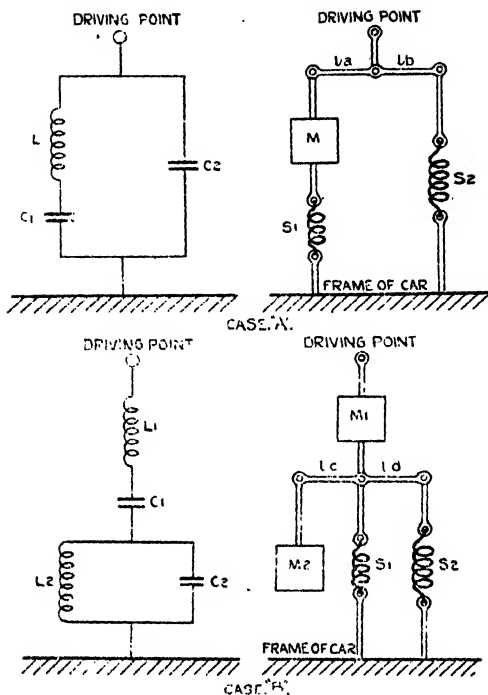 DRIVING POINT
L
C1
C2
DRIVING POINT
la
lb
M
S1
S2
FRAME OF CAR
CASE "A".
DRIVING POINT
L1
C1
L2
C2
DRIVING POINT
M1
lc
ld
M2
S1
S2
FRAME OF CAR
CASE "B".